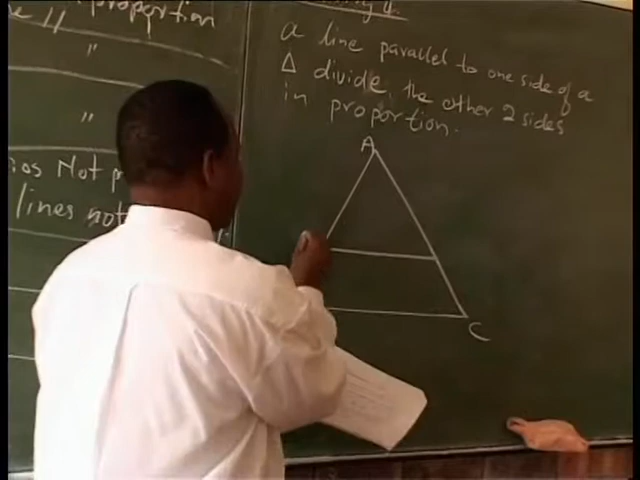 proportion
"
"
Not
lines not
a line parallel to one side of a
Δ divide the other 2 sides
in proportion.
A
C